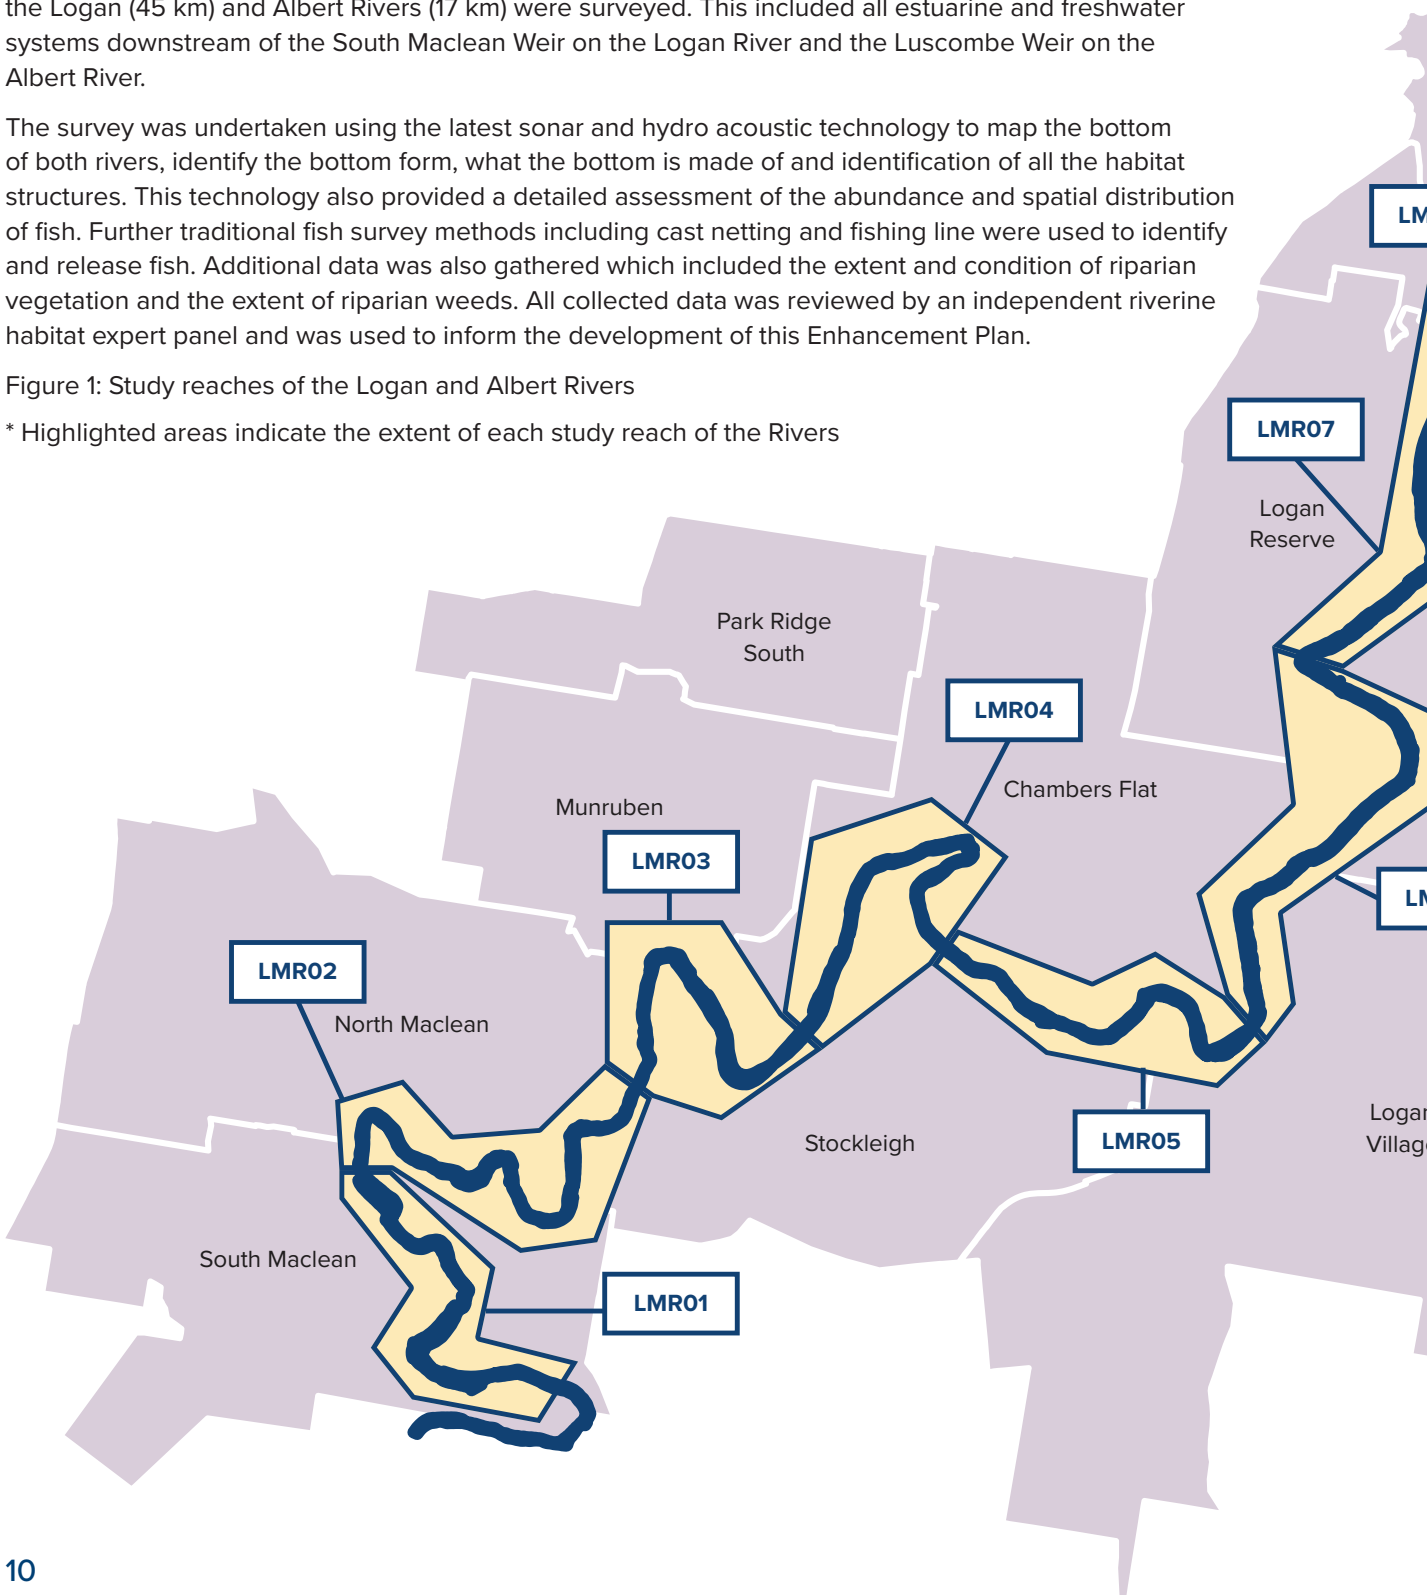 the Logan (45 km) and Albert Rivers (17 km) were surveyed. This included all estuarine and freshwater
systems downstream of the South Maclean Weir on the Logan River and the Luscombe Weir on the
Albert River.
The survey was undertaken using the latest sonar and hydro acoustic technology to map the bottom
of both rivers, identify the bottom form, what the bottom is made of and identification of all the habitat
structures. This technology also provided a detailed assessment of the abundance and spatial distribution
of fish. Further traditional fish survey methods including cast netting and fishing line were used to identify
and release fish. Additional data was also gathered which included the extent and condition of riparian
vegetation and the extent of riparian weeds. All collected data was reviewed by an independent riverine
habitat expert panel and was used to inform the development of this Enhancement Plan.
Figure 1: Study reaches of the Logan and Albert Rivers
* Highlighted areas indicate the extent of each study reach of the Rivers
LMR07
Logan
Reserve
Park Ridge
South
LMR04
Chambers Flat
Munruben
LMR03
LMR02
North Maclean
Stockleigh
LMR05
South Maclean
LMR01
10